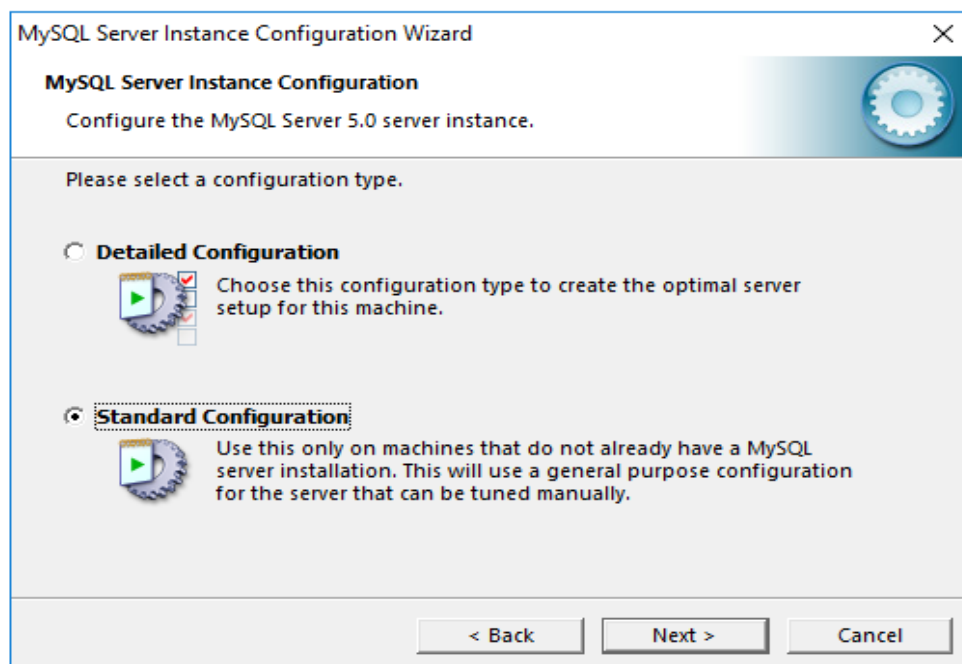 MySQL Server Instance Configuration Wizard
MySQL Server Instance Configuration
Configure the MySQL Server 5.0 server instance.
Please select a configuration type.
Detailed Configuration
Choose this configuration type to create the optimal server
setup for this machine.
Standard Configuration
Use this only on machines that do not already have a MySQL
server installation. This will use a general purpose configuration
for the server that can be tuned manually.
< Back
Next >
Cancel